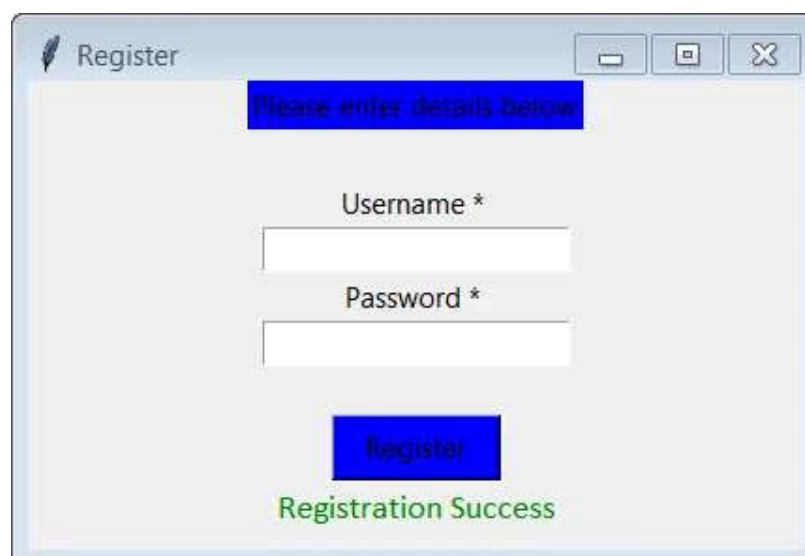 Register
Please enter details below
Username *
Password *
Register
Registration Success